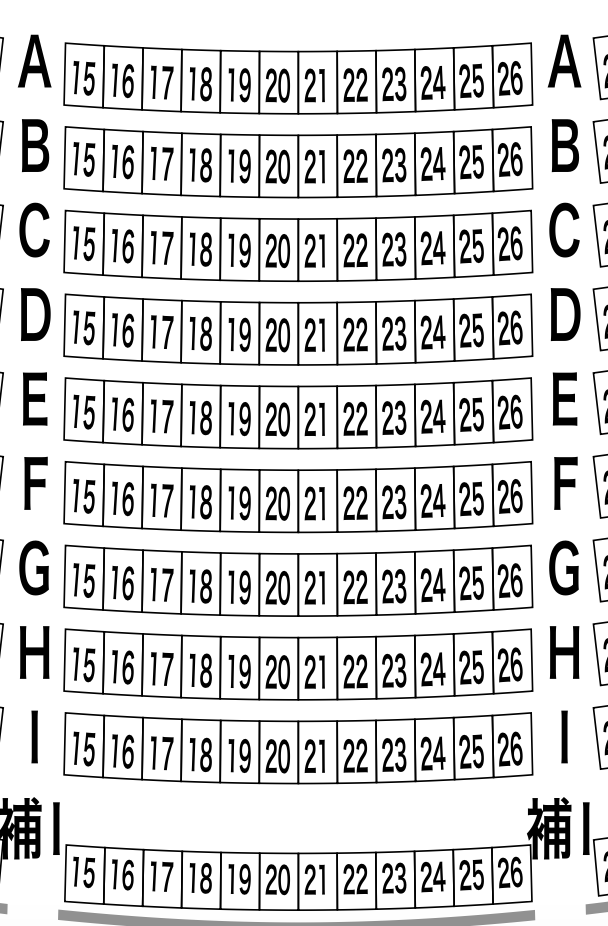 A 15 16 17 18 19 20 21 22 23 24 25 26 A
B 15 16 17 18 19 20 21 22 23 24 25 26 B
C 15 16 17 18 19 20 21 22 23 24 25 26 C
D 15 16 17 18 19 20 21 22 23 24 25 26 D
E 15 16 17 18 19 20 21 22 23 24 25 26 E
F 15 16 17 18 19 20 21 22 23 24 25 26 F
G 15 16 17 18 19 20 21 22 23 24 25 26 G
H 15 16 17 18 19 20 21 22 23 24 25 26 H
I 15 16 17 18 19 20 21 22 23 24 25 26 I
補I 補I
15 16 17 18 19 20 21 22 23 24 25 26